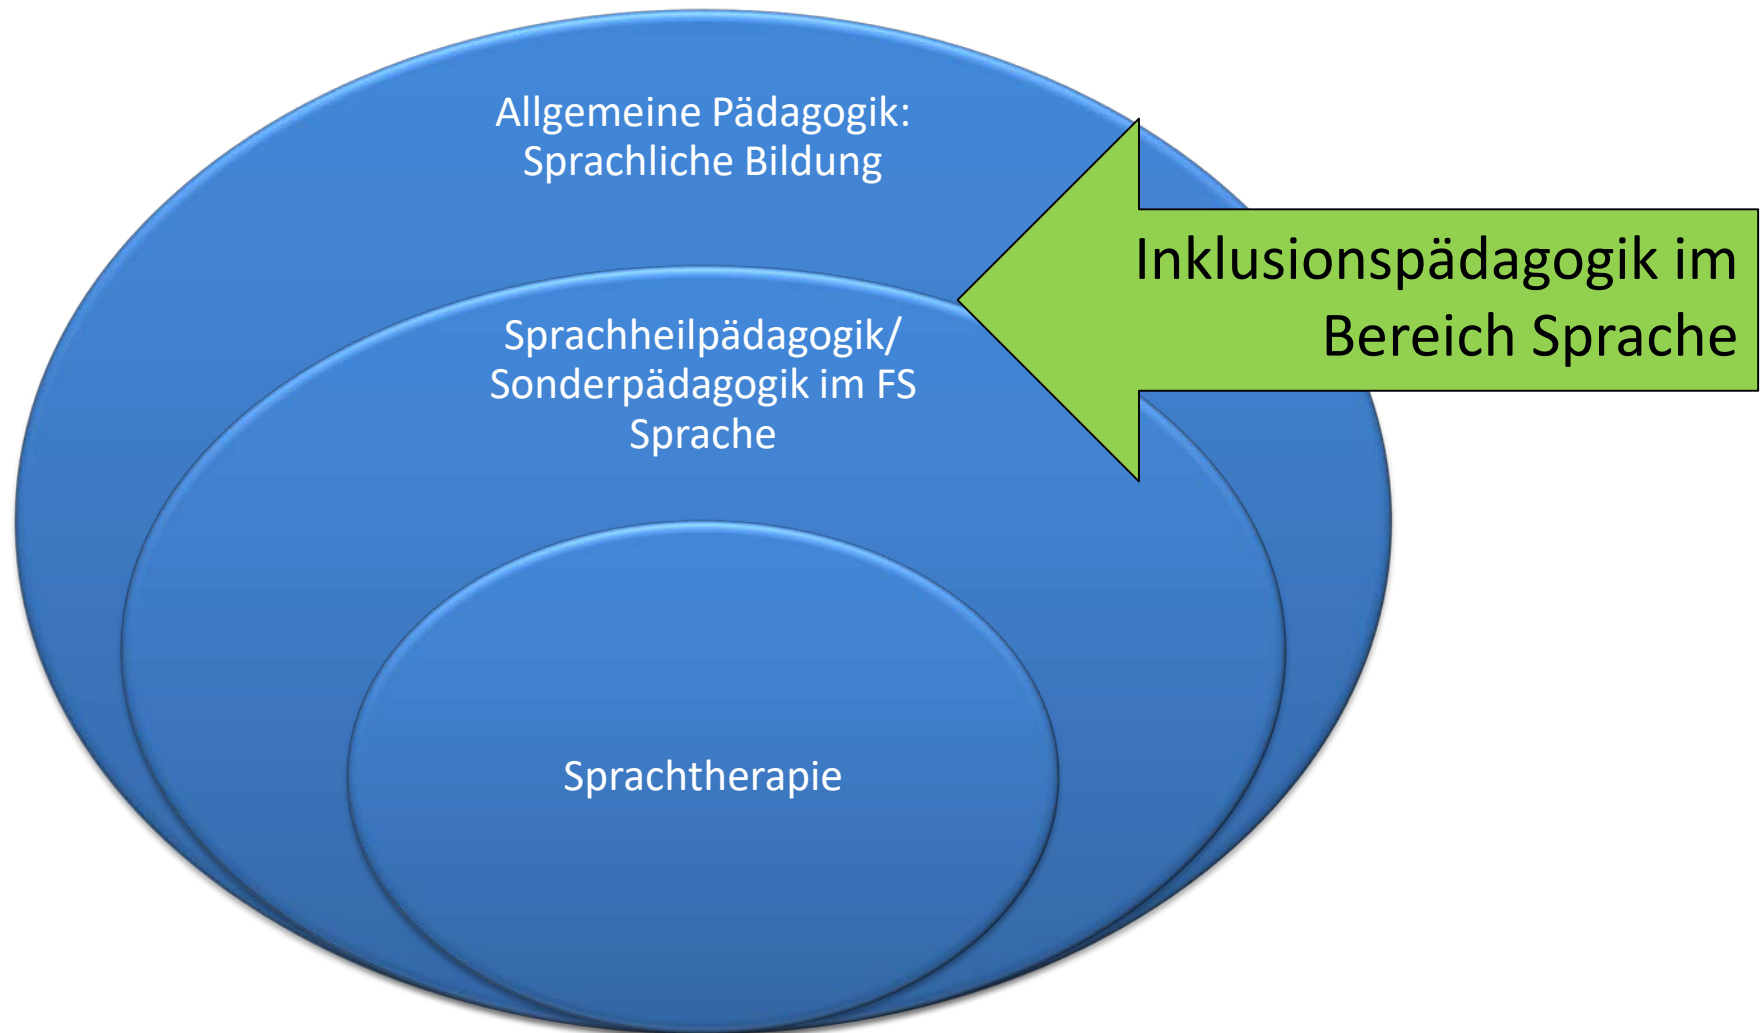 Allgemeine Pädagogik:
Sprachliche Bildung
Inklusionspädagogik im
Bereich Sprache
Sprachheilpädagogik/
Sonderpädagogik im FS
Sprache
Sprachtherapie